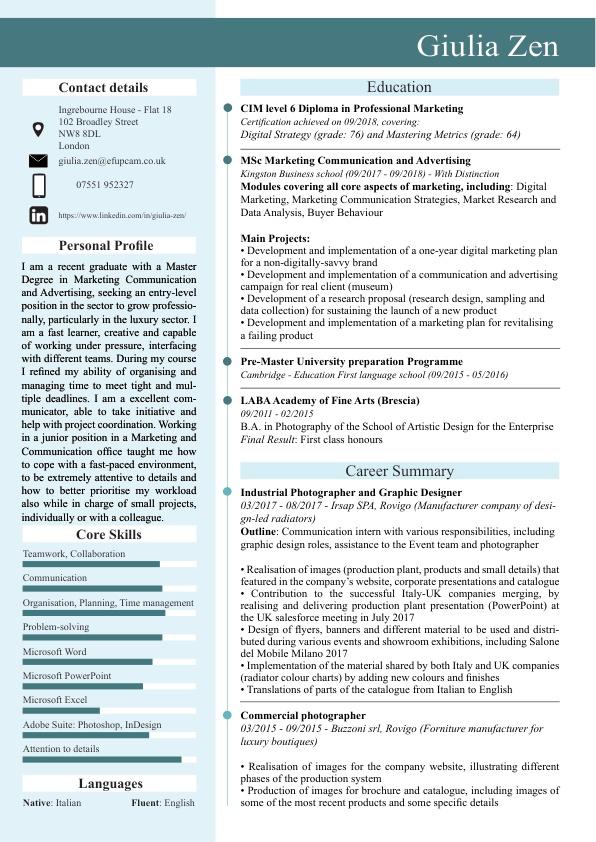 Giulia Zen
Contact details
Ingrebourne House - Flat 18
102 Broadley Street
NW8 8DL
London
giulia.zen@efupcam.co.uk
07551 952327
in
https://www.linkedin.com/in/giulia-zen/
Personal Profile
I am a recent graduate with a Master
Degree in Marketing Communication
and Advertising, seeking an entry-level
position in the sector to grow professio-
nally, particularly in the luxury sector. I
am a fast learner, creative and capable
of working under pressure, interfacing
with different teams. During my course
I refined my ability of organising and
managing time to meet tight and mul-
tiple deadlines. I am a excellent com-
municator, able to take initiative and
help with project coordination. Working
in a junior position in a Marketing and
Communication office taught me how
to cope with a fast-paced environment,
to be extremely attentive to details and
how to better prioritise my workload
also while in charge of small projects,
individually or with a colleague.
Core Skills
Teamwork, Collaboration
Communication
Organisation, Planning, Time management
Problem-solving
Microsoft Word
Microsoft PowerPoint
Microsoft Excel
Adobe Suite: Photoshop, InDesign
Attention to details
Languages
Native: Italian Fluent: English
Education
CIM level 6 Diploma in Professional Marketing
Certification achieved on 09/2018, covering:
Digital Strategy (grade: 76) and Mastering Metrics (grade: 64)
MSc Marketing Communication and Advertising
Kingston Business school (09/2017 - 09/2018) - With Distinction
Modules covering all core aspects of marketing, including: Digital
Marketing, Marketing Communication Strategies, Market Research and
Data Analysis, Buyer Behaviour
Main Projects:
• Development and implementation of a one-year digital marketing plan
for a non-digitally-savvy brand
• Development and implementation of a communication and advertising
campaign for real client (museum)
• Development of a research proposal (research design, sampling and
data collection) for sustaining the launch of a new product
• Development and implementation of a marketing plan for revitalising
a failing product
Pre-Master University preparation Programme
Cambridge - Education First language school (09/2015 - 05/2016)
LABA Academy of Fine Arts (Brescia)
09/2011 - 02/2015
B.A. in Photography of the School of Artistic Design for the Enterprise
Final Result: First class honours
Career Summary
Industrial Photographer and Graphic Designer
03/2017 - 08/2017 - Irsap SPA, Rovigo (Manufacturer company of desi-
gn-led radiators)
Outline: Communication intern with various responsibilities, including
graphic design roles, assistance to the Event team and photographer
• Realisation of images (production plant, products and small details) that
featured in the company's website, corporate presentations and catalogue
• Contribution to the successful Italy-UK companies merging, by
realising and delivering production plant presentation (PowerPoint) at
the UK salesforce meeting in July 2017
• Design of flyers, banners and different material to be used and distri-
buted during various events and showroom exhibitions, including Salone
del Mobile Milano 2017
• Implementation of the material shared by both Italy and UK companies
(radiator colour charts) by adding new colours and finishes
• Translations of parts of the catalogue from Italian to English
Commercial photographer
03/2015 - 09/2015 - Buzzoni srl, Rovigo (Forniture manufacturer for
luxury boutiques)
• Realisation of images for the company website, illustrating different
phases of the production system
• Production of images for brochure and catalogue, including images of
some of the most recent products and some specific details